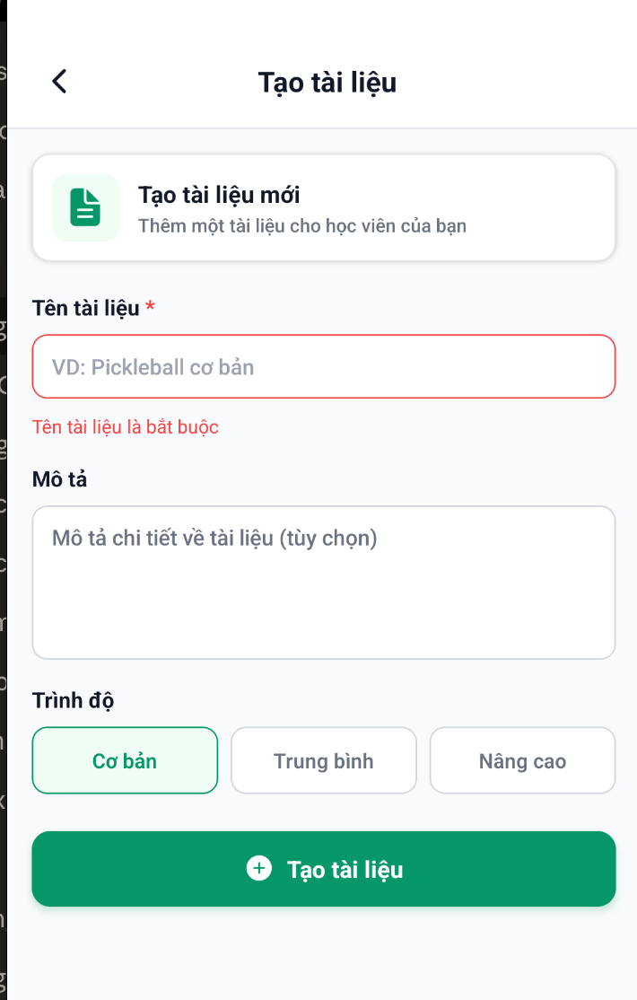 Tạo tài liệu
Tạo tài liệu mới
Thêm một tài liệu cho học viên của bạn
Tên tài liệu *
VD: Pickleball cơ bản
Tên tài liệu là bắt buộc
Mô tả
Mô tả chi tiết về tài liệu (tùy chọn)
Trình độ
Cơ bản
Trung bình
Nâng cao
Tạo tài liệu